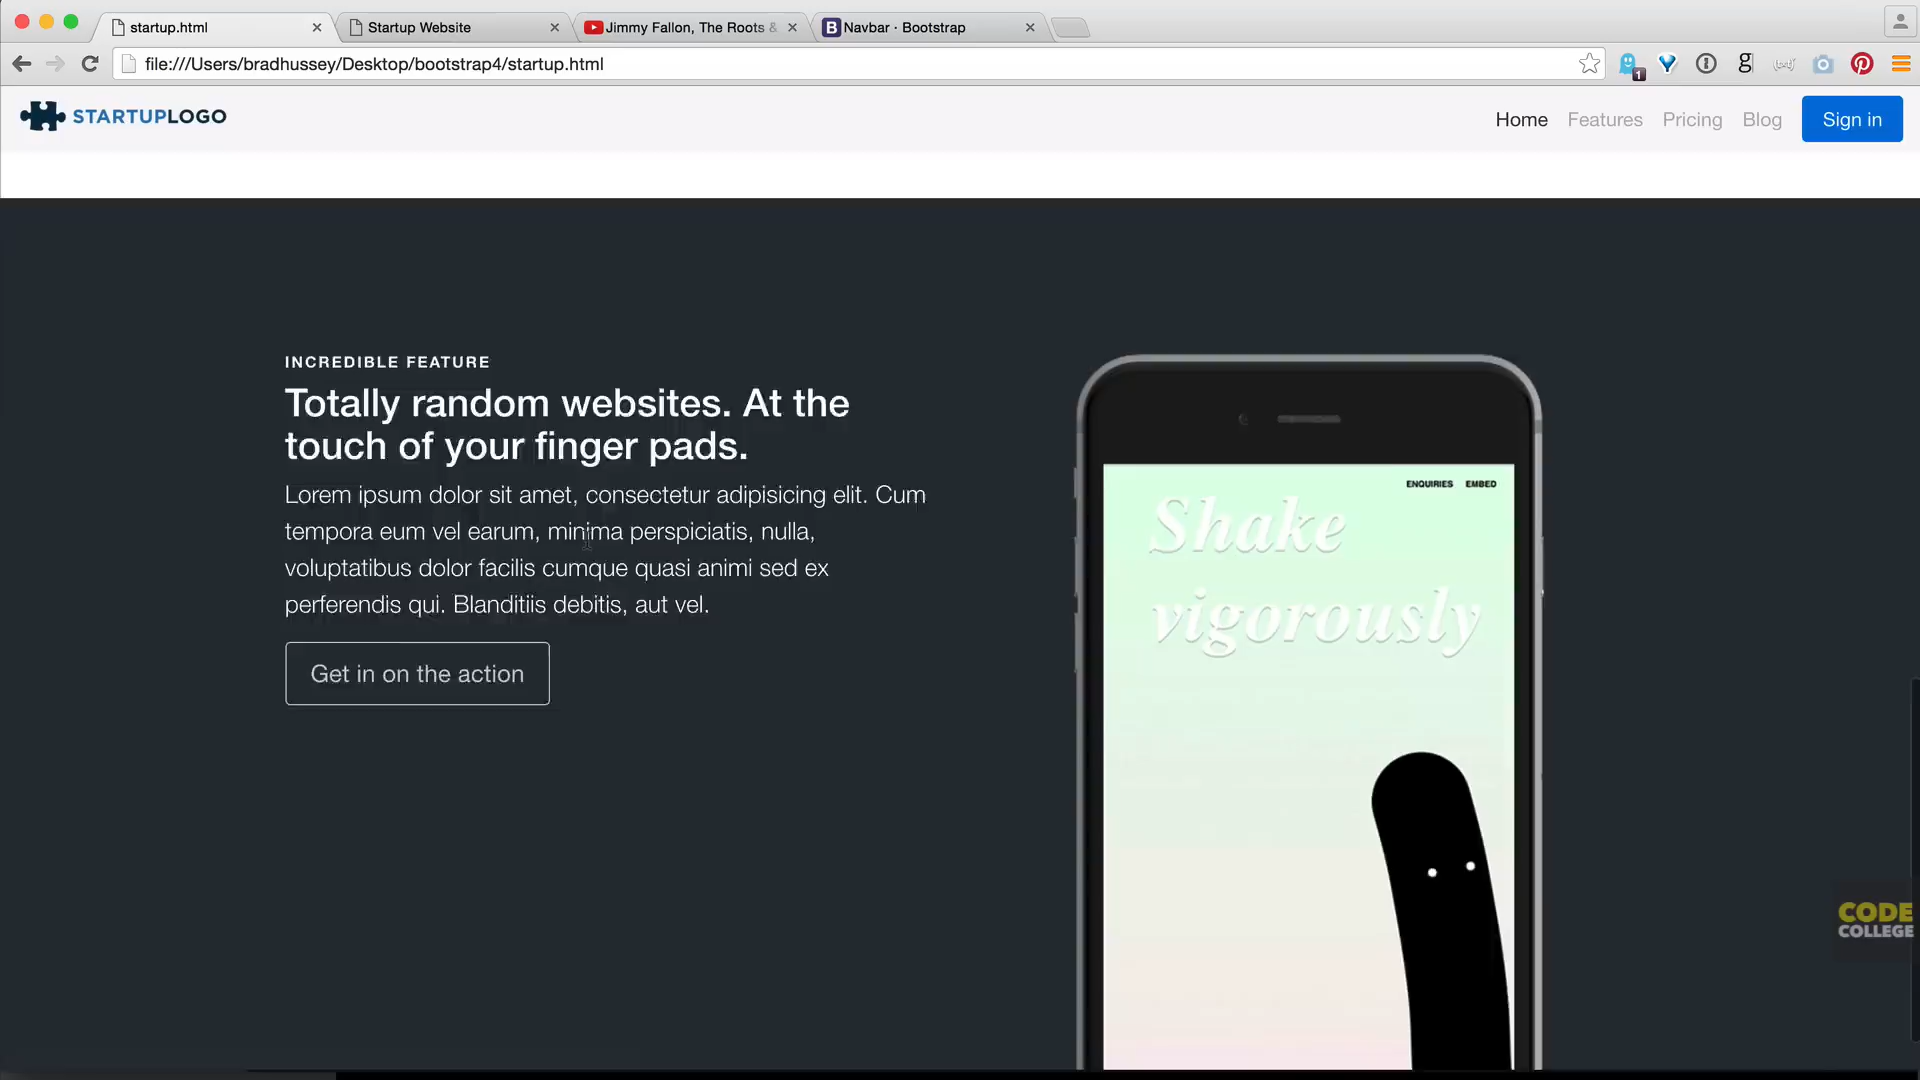 startup.html
Startup Website
Jimmy Fallon, The Roots &
B Navbar · Bootstrap
file:///Users/bradhussey/Desktop/bootstrap4/startup.html
1
g
STARTUPLOGO
Home Features Pricing Blog Sign in
INCREDIBLE FEATURE
Totally random websites. At the
touch of your finger pads.
Lorem ipsum dolor sit amet, consectetur adipisicing elit. Cum
tempora eum vel earum, minima perspiciatis, nulla,
voluptatibus dolor facilis cumque quasi animi sed ex
perferendis qui. Blanditiis debitis, aut vel.
Get in on the action
ENQUIRIES EMBED
Shake
vigorously
CODE
COLLEGE